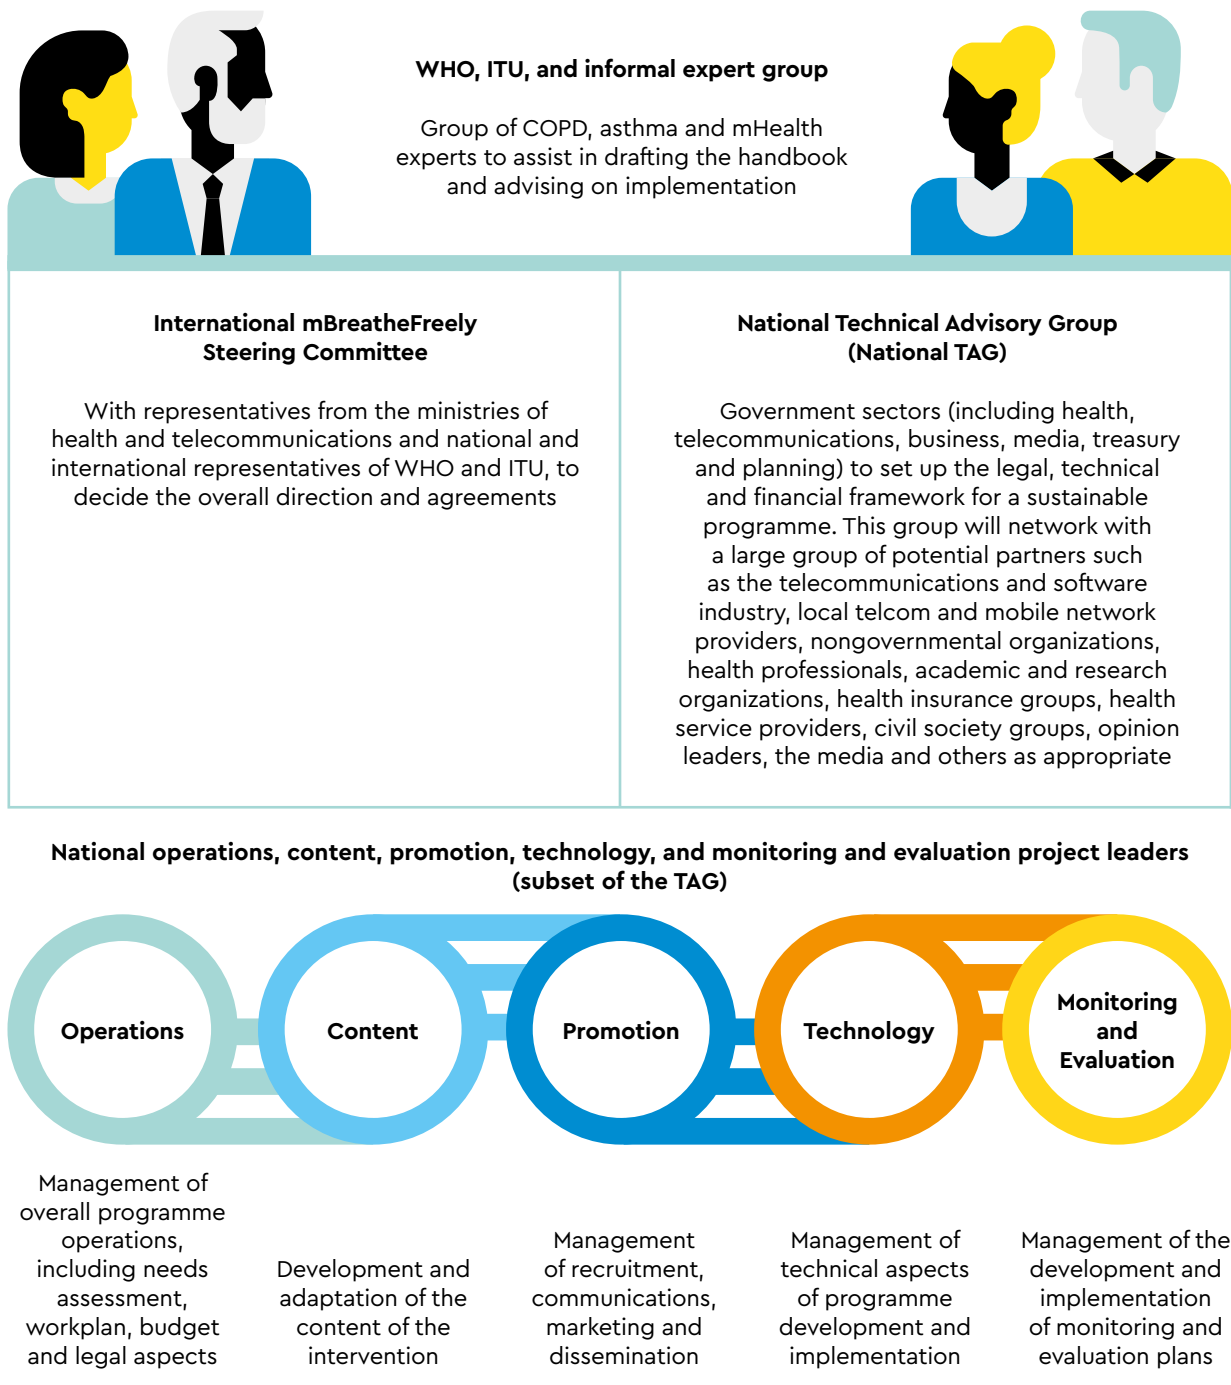 WHO, ITU, and informal expert group
Group of COPD, asthma and mHealth
experts to assist in drafting the handbook
and advising on implementation
International mBreatheFreely
Steering Committee
With representatives from the ministries of
health and telecommunications and national and
international representatives of WHO and ITU, to
decide the overall direction and agreements
National Technical Advisory Group
(National TAG)
Government sectors (including health,
telecommunications, business, media, treasury
and planning) to set up the legal, technical
and financial framework for a sustainable
programme. This group will network with
a large group of potential partners such
as the telecommunications and software
industry, local telcom and mobile network
providers, nongovernmental organizations,
health professionals, academic and research
organizations, health insurance groups, health
service providers, civil society groups, opinion
leaders, the media and others as appropriate
National operations, content, promotion, technology, and monitoring and evaluation project leaders
(subset of the TAG)
Operations
Content
Promotion
Technology
Monitoring
and
Evaluation
Management of
overall programme
operations,
including needs
assessment,
workplan, budget
and legal aspects
Development and
adaptation of the
content of the
intervention
Management
of recruitment,
communications,
marketing and
dissemination
Management of
technical aspects
of programme
development and
implementation
Management of the
development and
implementation
of monitoring and
evaluation plans